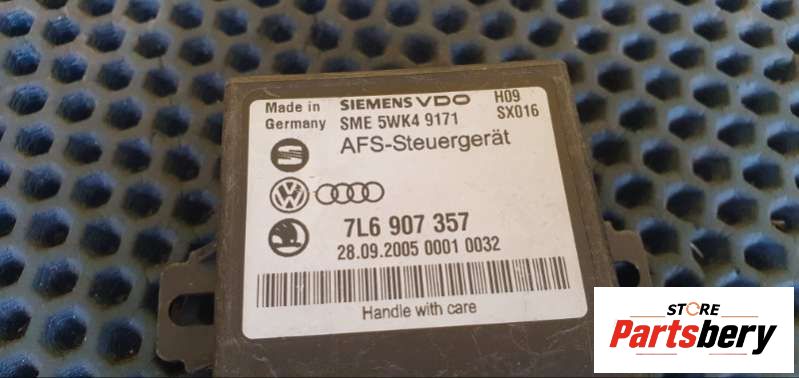 Made in SIEMENS VDO H09
Germany SME 5WK4 9171 SX016
AFS-Steuergerät
7L6 907 357
28.09.2005 0001 0032
Handle with care
STORE
Partsbery